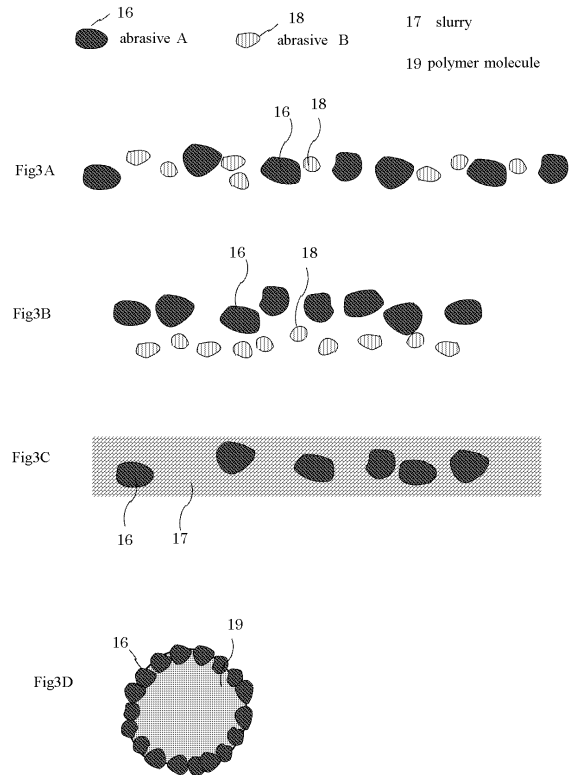 16 18 17 slurry
abrasive A abrasive B
19 polymer molecule
16 18
Fig3A
16 18
Fig3B
Fig3C
16 17
19
16
Fig3D